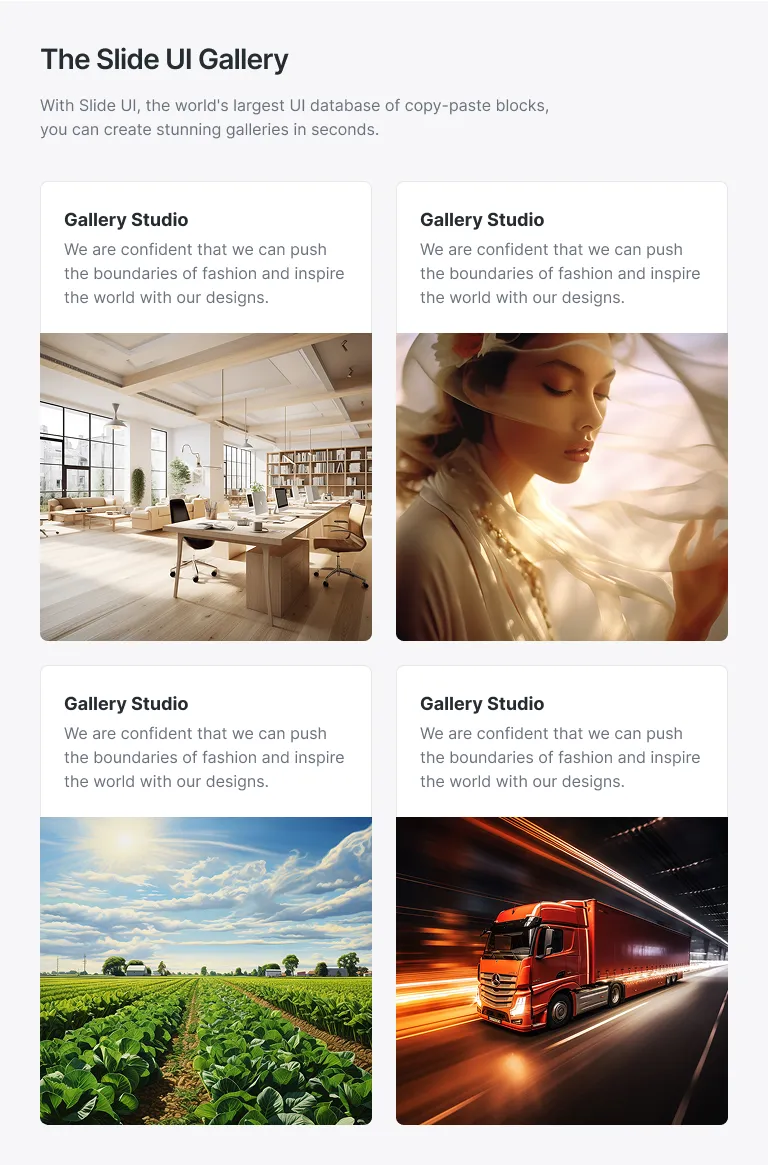 The Slide UI Gallery
With Slide UI, the world's largest UI database of copy-paste blocks,
you can create stunning galleries in seconds.
Gallery Studio
We are confident that we can push
the boundaries of fashion and inspire
the world with our designs.
Gallery Studio
We are confident that we can push
the boundaries of fashion and inspire
the world with our designs.
Gallery Studio
We are confident that we can push
the boundaries of fashion and inspire
the world with our designs.
Gallery Studio
We are confident that we can push
the boundaries of fashion and inspire
the world with our designs.